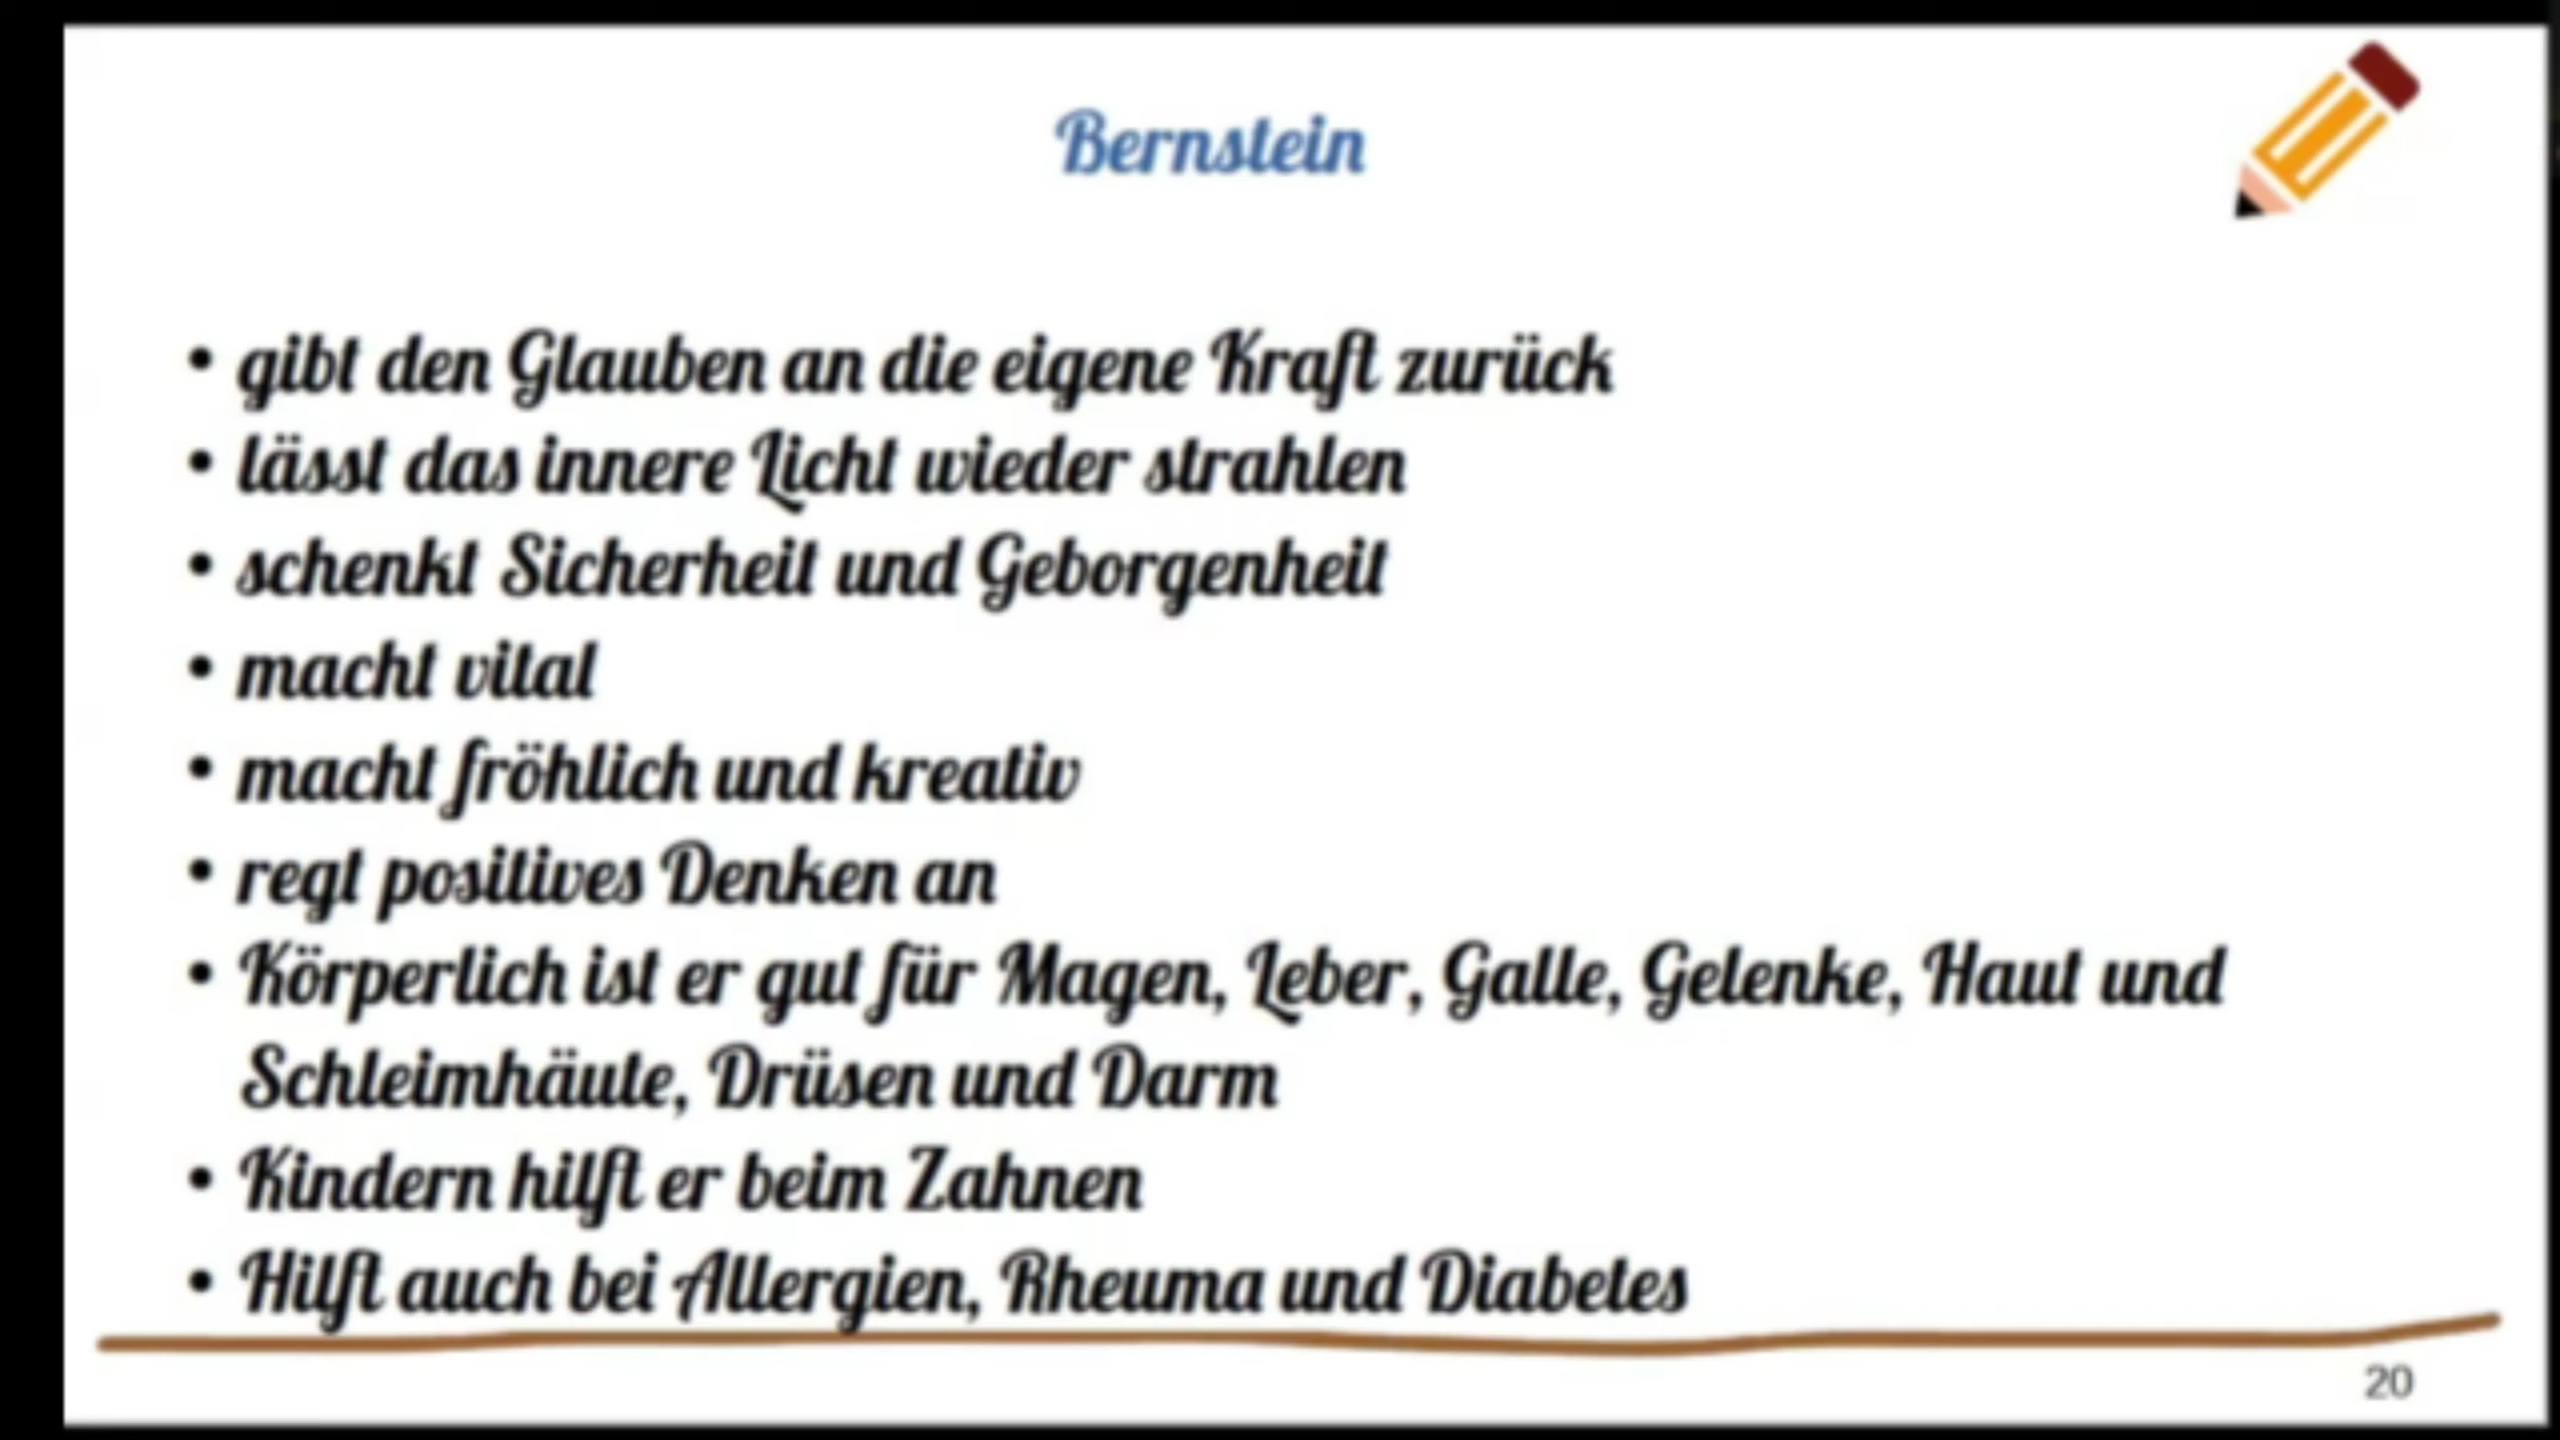 Bernstein
• gibt den Glauben an die eigene Kraft zurück
• lässt das innere Licht wieder strahlen
• schenkt Sicherheit und Geborgenheit
• macht vital
• macht fröhlich und kreativ
• regt positives Denken an
• Körperlich ist er gut für Magen, Leber, Galle, Gelenke, Haut und
Schleimhäute, Drüsen und Darm
• Kindern hilft er beim Zahnen
• Hilft auch bei Allergien, Rheuma und Diabetes
20